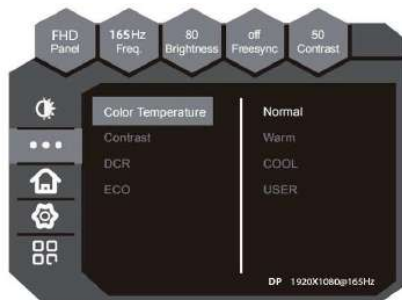 FHD
Panel
165Hz
Freq.
80
Brightness
off
Freesync
50
Contrast
Color Temperature
Contrast
DCR
ECO
Normal
Warm
COOL
USER
DP 1920X1080@165Hz